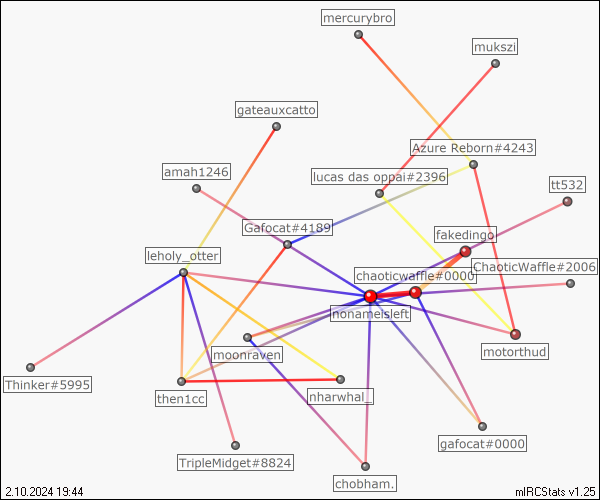 mercurybro
mukszi
gateauxcatto
Azure Reborn#4243
amah1246
lucas das oppai#2396
tt532
Gafocat#4189
fakedingo
leholy_otter
ChaoticWaffle#2006
chaoticwaffle#0000
nonameisleft
moonraven
motorthud
Thinker#5995
then1cc
nharwhal_
gafocat#0000
TripleMidget#8824
chobham.
2.10.2024 19:44
mIRCStats v1.25